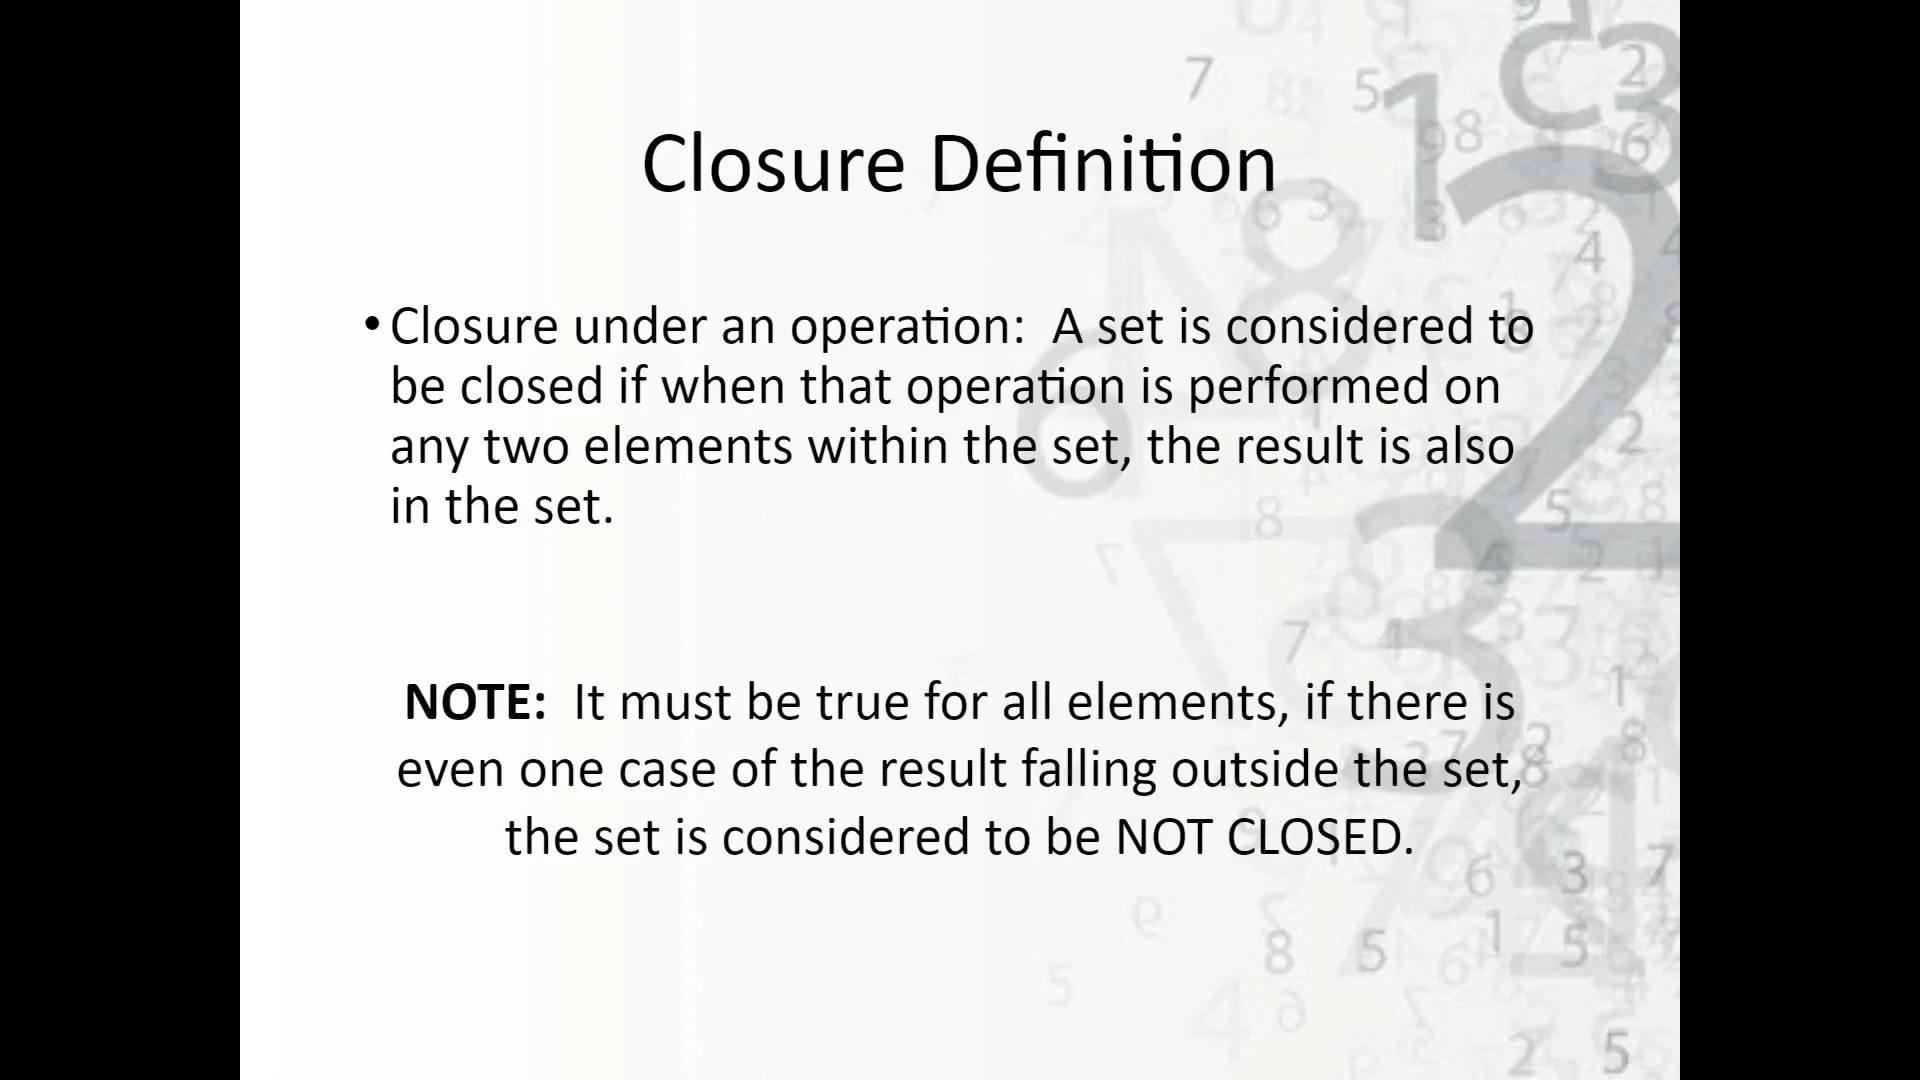 Closure Definition
• Closure under an operation:  A set is considered to
be closed if when that operation is performed on
any two elements within the set, the result is also
in the set.
NOTE:  It must be true for all elements, if there is
even one case of the result falling outside the set,
the set is considered to be NOT CLOSED.